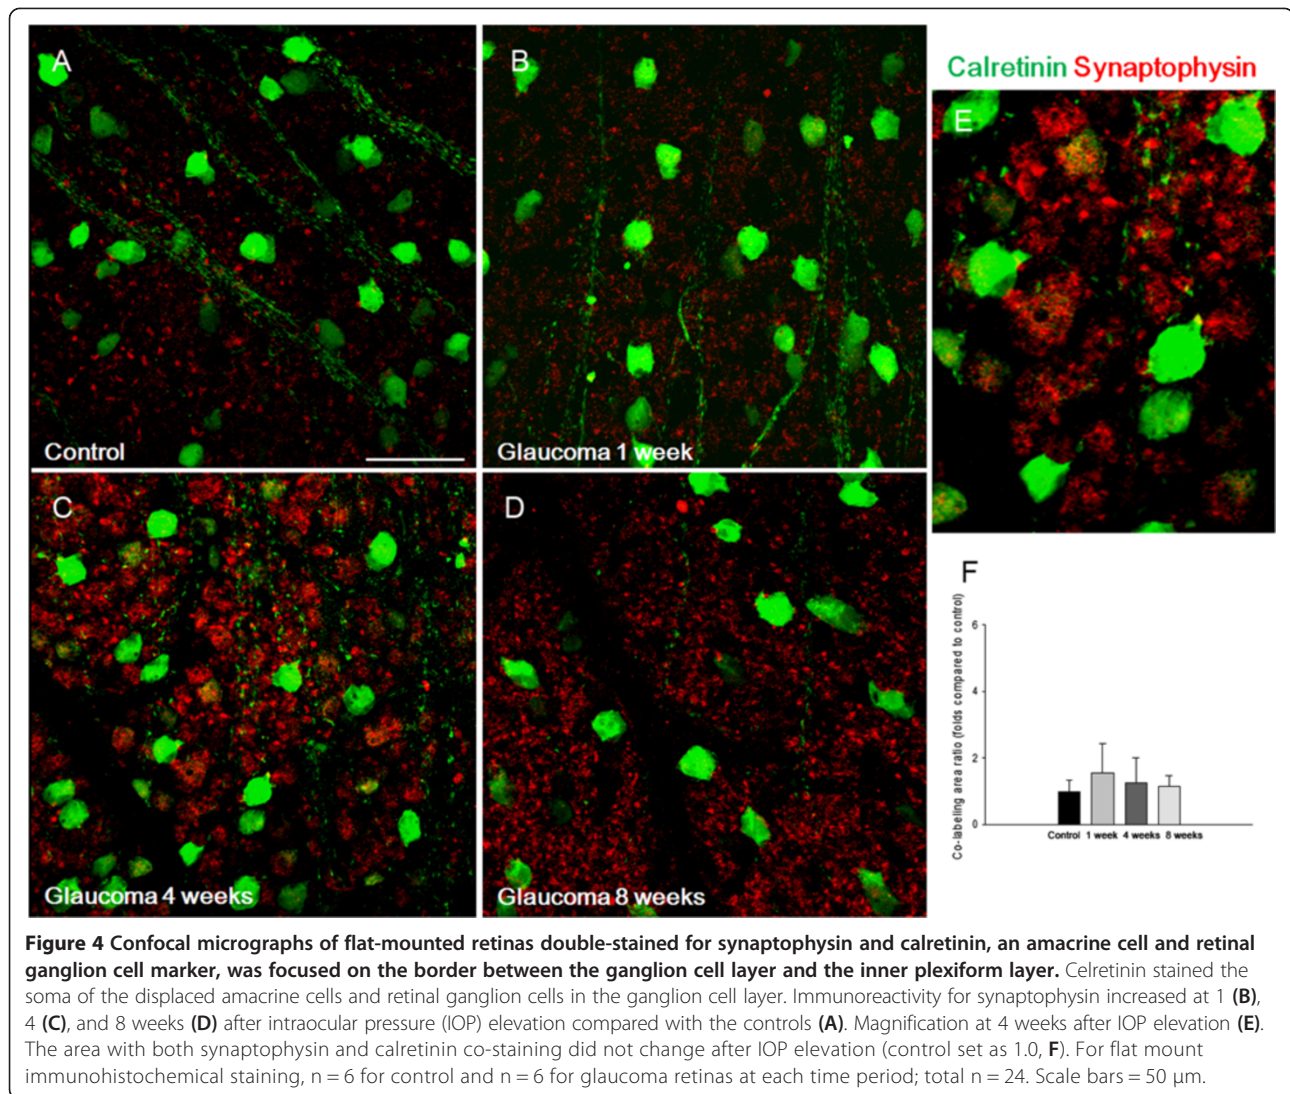 A
B
Calretinin Synaptophysin
E
Control
Glaucoma 1 week
C
D
F
Co-labeling area ratio (folds compared to control)
6
4
2
0
Control 1 week 4 weeks 8 weeks
Glaucoma 4 weeks
Glaucoma 8 weeks
Figure 4 Confocal micrographs of flat-mounted retinas double-stained for synaptophysin and calretinin, an amacrine cell and retinal
ganglion cell marker, was focused on the border between the ganglion cell layer and the inner plexiform layer. Celretinin stained the
soma of the displaced amacrine cells and retinal ganglion cells in the ganglion cell layer. Immunoreactivity for synaptophysin increased at 1 (B),
4 (C), and 8 weeks (D) after intraocular pressure (IOP) elevation compared with the controls (A). Magnification at 4 weeks after IOP elevation (E).
The area with both synaptophysin and calretinin co-staining did not change after IOP elevation (control set as 1.0, F). For flat mount
immunohistochemical staining, n = 6 for control and n = 6 for glaucoma retinas at each time period; total n = 24. Scale bars = 50 μm.